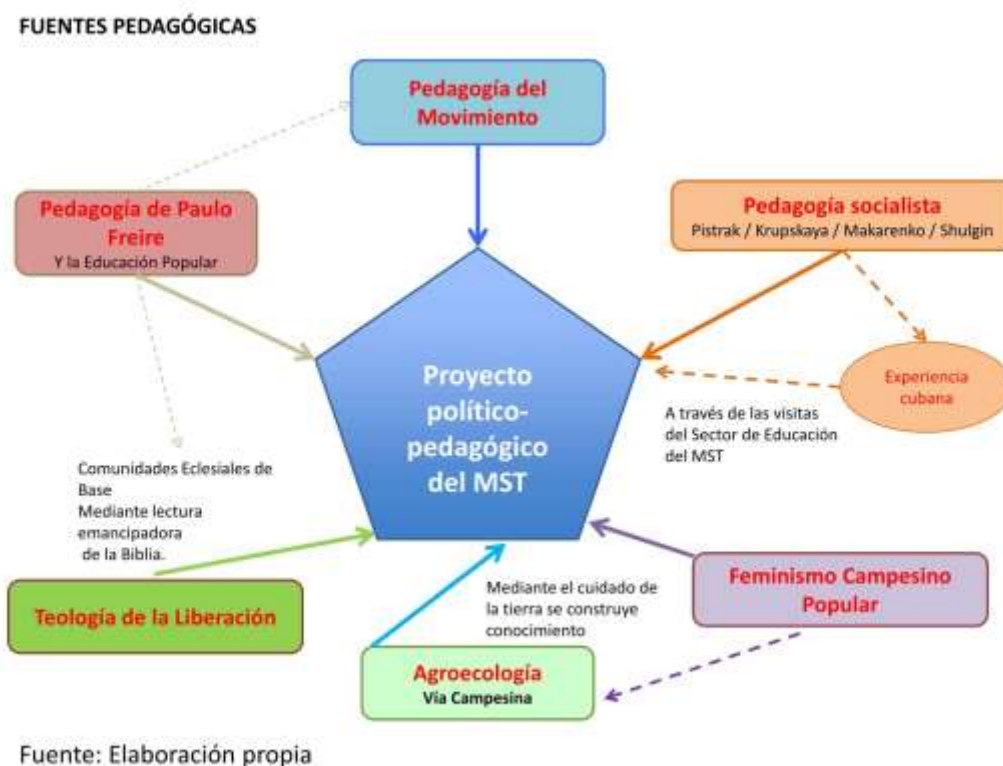 FUENTES PEDAGÓGICAS
Pedagogía del
Movimiento
Pedagogía de Paulo
Freire
Y la Educación Popular
Pedagogía socialista
Pistrak / Krupskaya / Makarenko / Shulgin
Experiencia
cubana
Proyecto
político-
pedagógico
del MST
A través de las visitas
del Sector de Educación
del MST
Comunidades Eclesiales de
Base
Mediante lectura
emancipadora
de la Biblia.
Teología de la Liberación
Mediante el cuidado de
la tierra se construye
conocimiento
Feminismo Campesino
Popular
Agroecología
Vía Campesina
Fuente: Elaboración propia